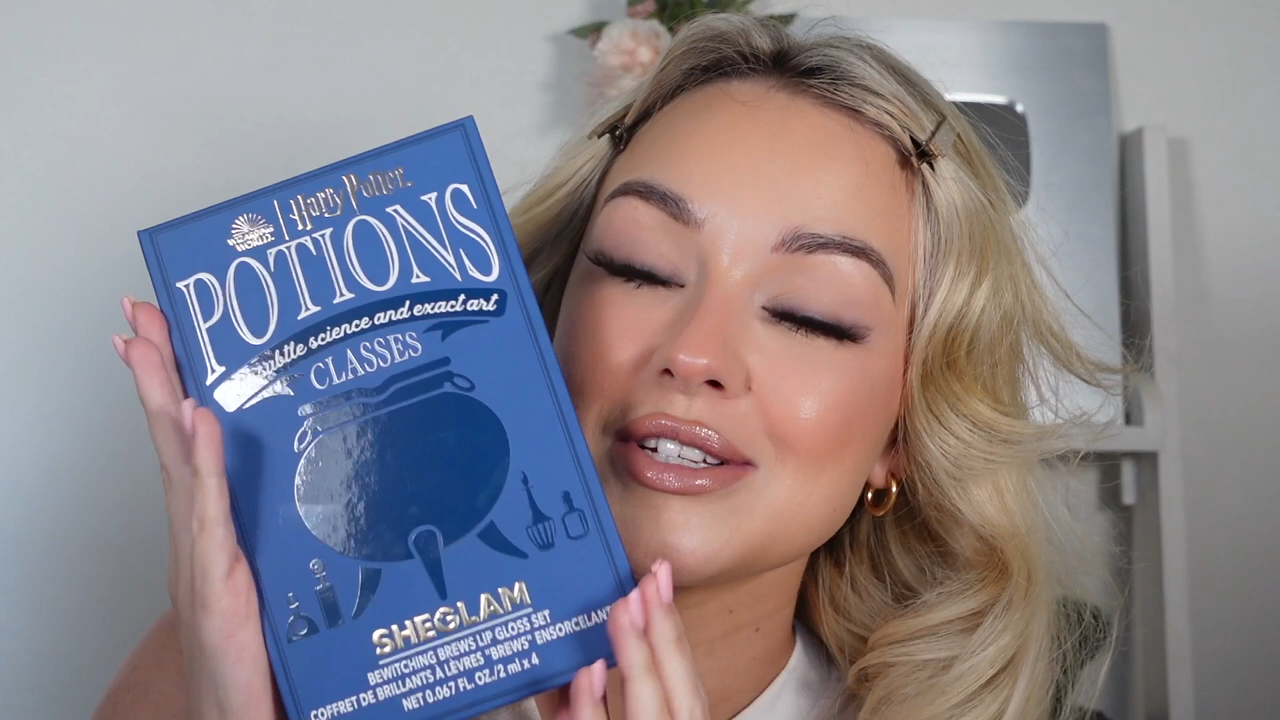 WIZARDING WORLD | Harry Potter
POTIONS
subtle science and exact art
CLASSES
SHEGLAM
BEWITCHING BREWS LIP GLOSS SET
COFFRET DE BRILLANTS À LÈVRES "BREWS" ENSORCELANT
NET 0.067 FL. OZ./2 ml x 4